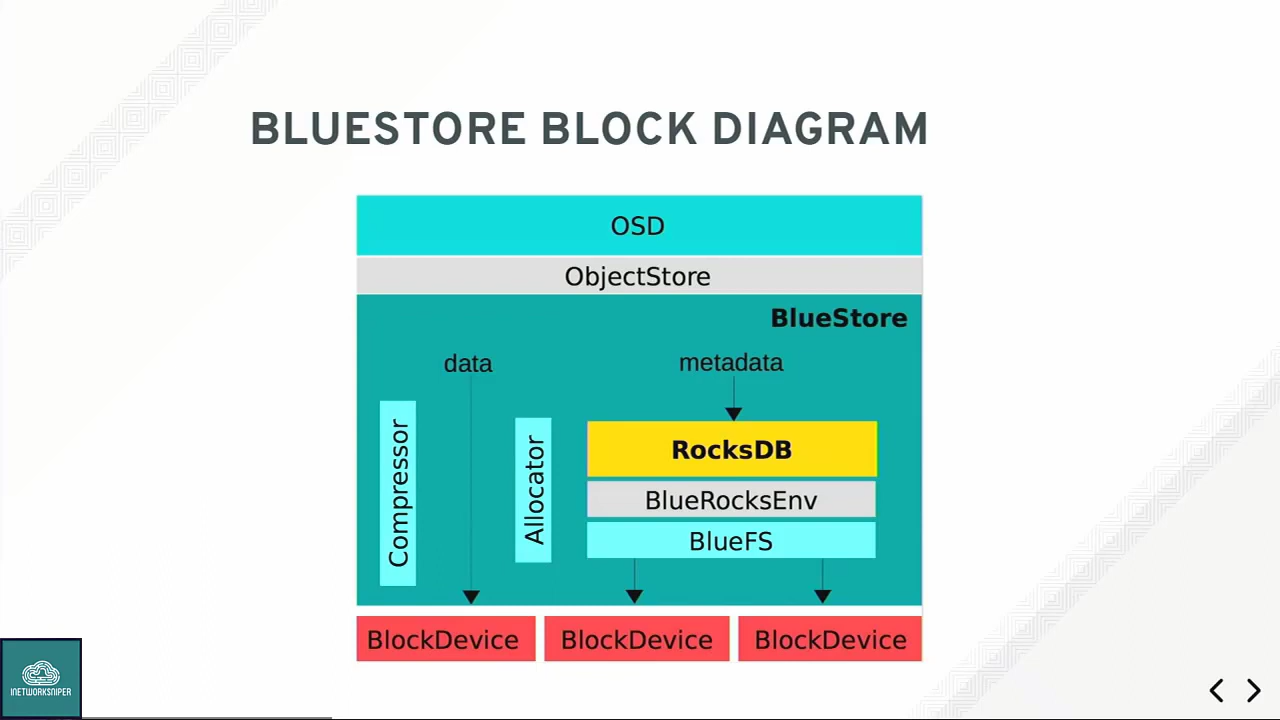 BLUESTORE BLOCK DIAGRAM
OSD
ObjectStore
BlueStore
data
metadata
Compressor
Allocator
RocksDB
BlueRocksEnv
BlueFS
BlockDevice
BlockDevice
BlockDevice
INETWORKSNIPER